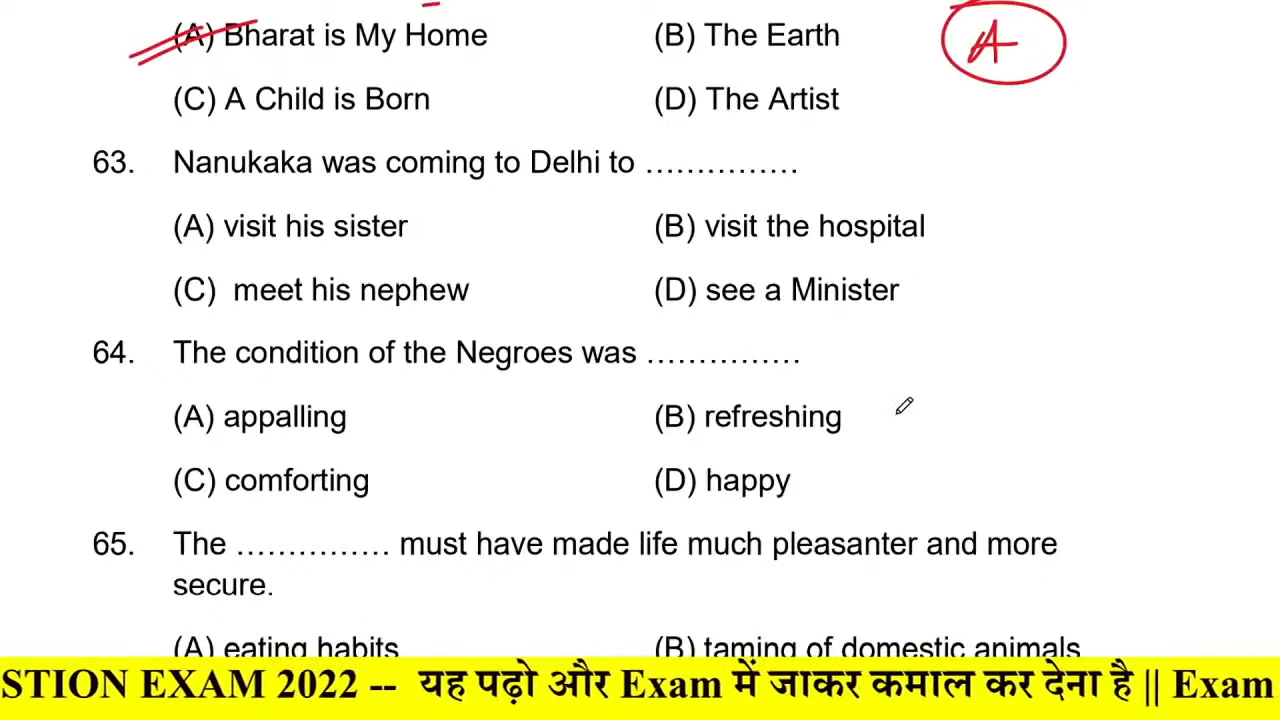 (A) Bharat is My Home (B) The Earth A
(C) A Child is Born (D) The Artist
63. Nanukaka was coming to Delhi to ……………
(A) visit his sister (B) visit the hospital
(C) meet his nephew (D) see a Minister
64. The condition of the Negroes was ……………
(A) appalling (B) refreshing
(C) comforting (D) happy
65. The …………… must have made life much pleasanter and more
secure.
(A) eating habits (B) taming of domestic animals
STION EXAM 2022 -- यह पढ़ो और Exam में जाकर कमाल कर देना है || Exam